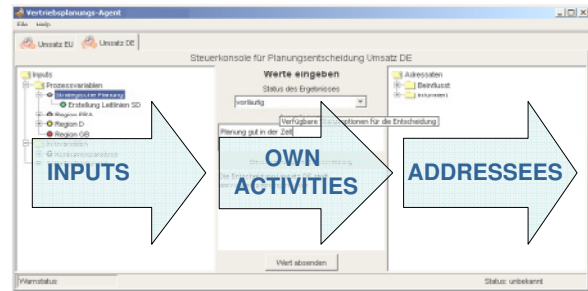 Vertriebsplanungs-Agent
File Help
Umsatz EU Umsatz DE
Steuerkonsole für Planungsentscheidung Umsatz DE
Inputs
Prozessvariablen
Strategische Planung
Erstellung Leitlinien SD
Region FRA
Region D
Region GB
Werte eingeben
Status des Ergebnisses
vorläufig
Verfügbare optionen für die Entscheidung
Planung gut in der Zeit
Wert absenden
Adressaten
Beinflusst
Informiert
INPUTS
OWN
ACTIVITIES
ADDRESSEES
Warnstatus:
Status: unbekannt